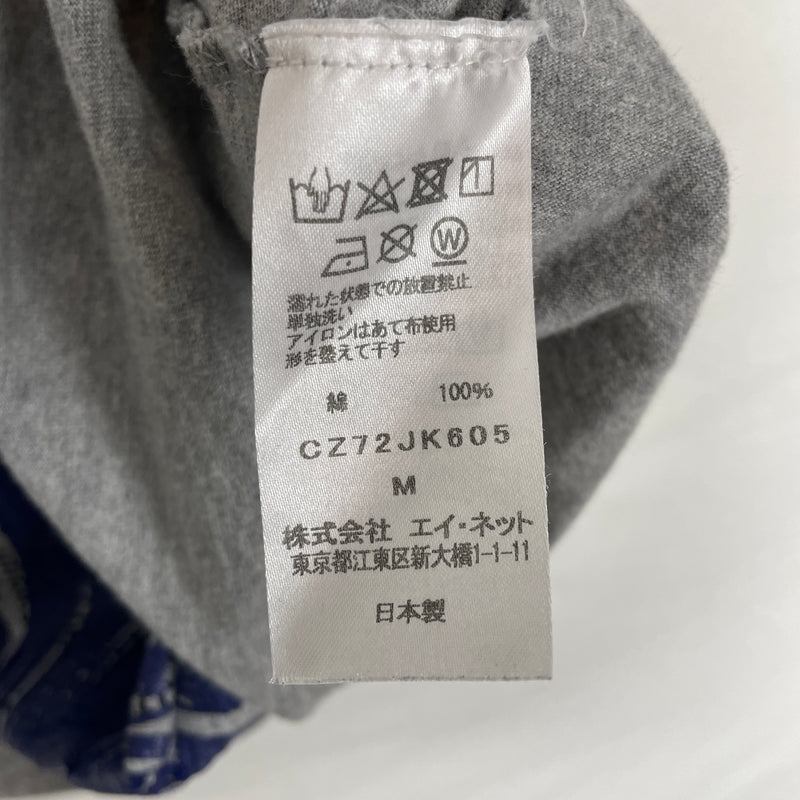 W
濡れた状態での放置禁止
単独洗い
アイロンはあて布使用
形を整えて干す
綿 100%
CZ72JK605
M
株式会社 エイ・ネット
東京都江東区新大橋1-1-11
日本製